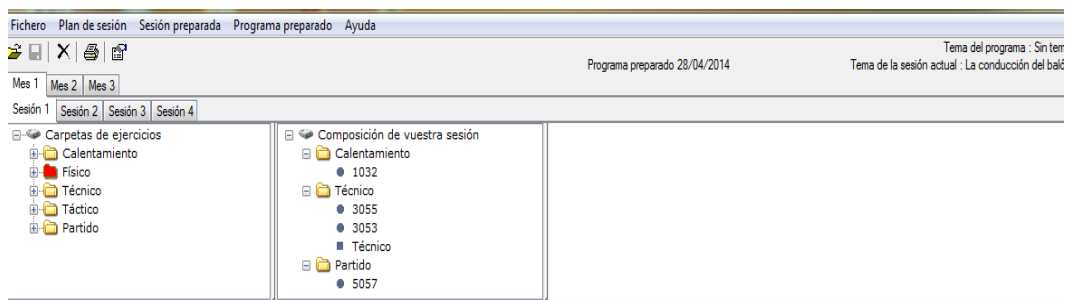 Fichero Plan de sesión Sesión preparada Programa preparado Ayuda
Tema del programa : Sin tem
Programa preparado 28/04/2014
Tema de la sesión actual : La conducción del baló
Mes 1 Mes 2 Mes 3
Sesión 1 Sesión 2 Sesión 3 Sesión 4
Carpetas de ejercicios
Calentamiento
Físico
Técnico
Táctico
Partido
Composición de vuestra sesión
Calentamiento
1032
Técnico
3055
3053
Técnico
Partido
5057